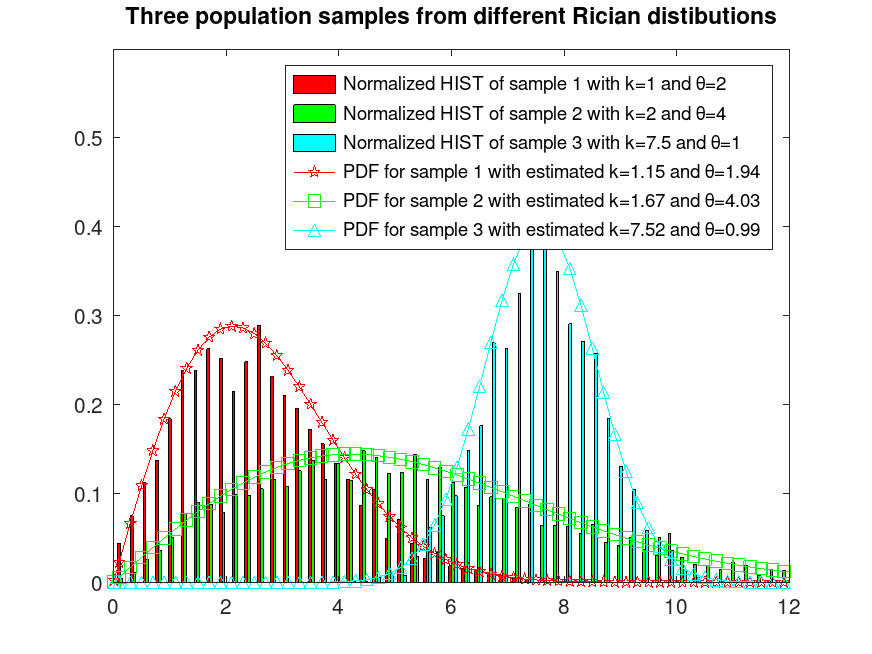 Three population samples from different Rician distibutions
Normalized HIST of sample 1 with k=1 and θ=2
Normalized HIST of sample 2 with k=2 and θ=4
Normalized HIST of sample 3 with k=7.5 and θ=1
PDF for sample 1 with estimated k=1.15 and θ=1.94
PDF for sample 2 with estimated k=1.67 and θ=4.03
PDF for sample 3 with estimated k=7.52 and θ=0.99
0.5
0.4
0.3
0.2
0.1
0
0 2 4 6 8 10 12